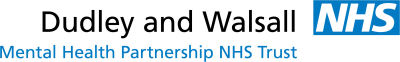 Dudley and Walsall NHS
Mental Health Partnership NHS Trust